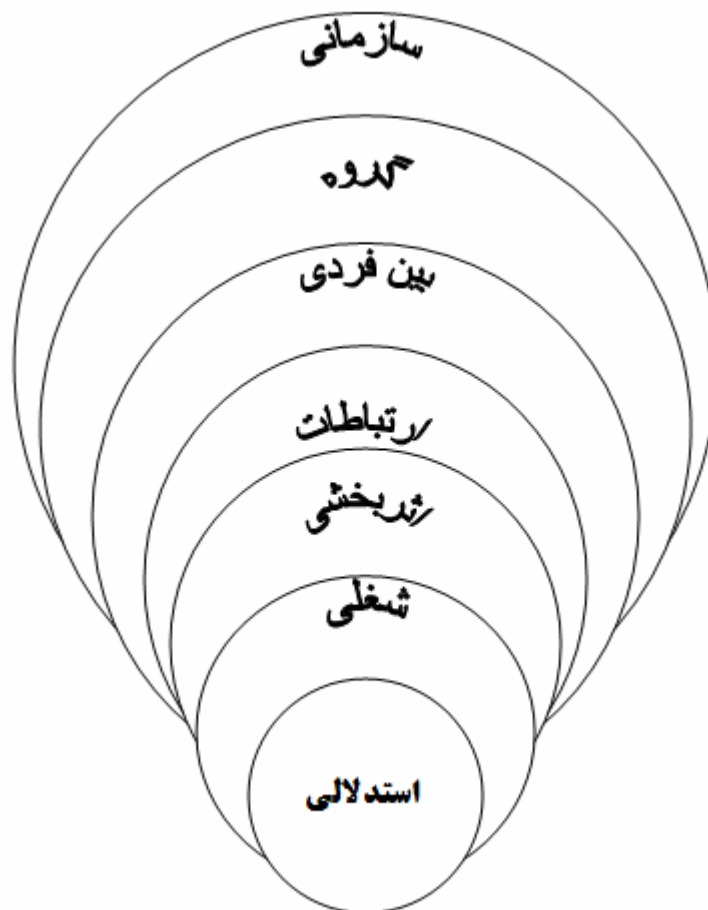 سازمانی
گروه
بین فردی
ارتباطات
اثربخشی
شغلی
استدلالی